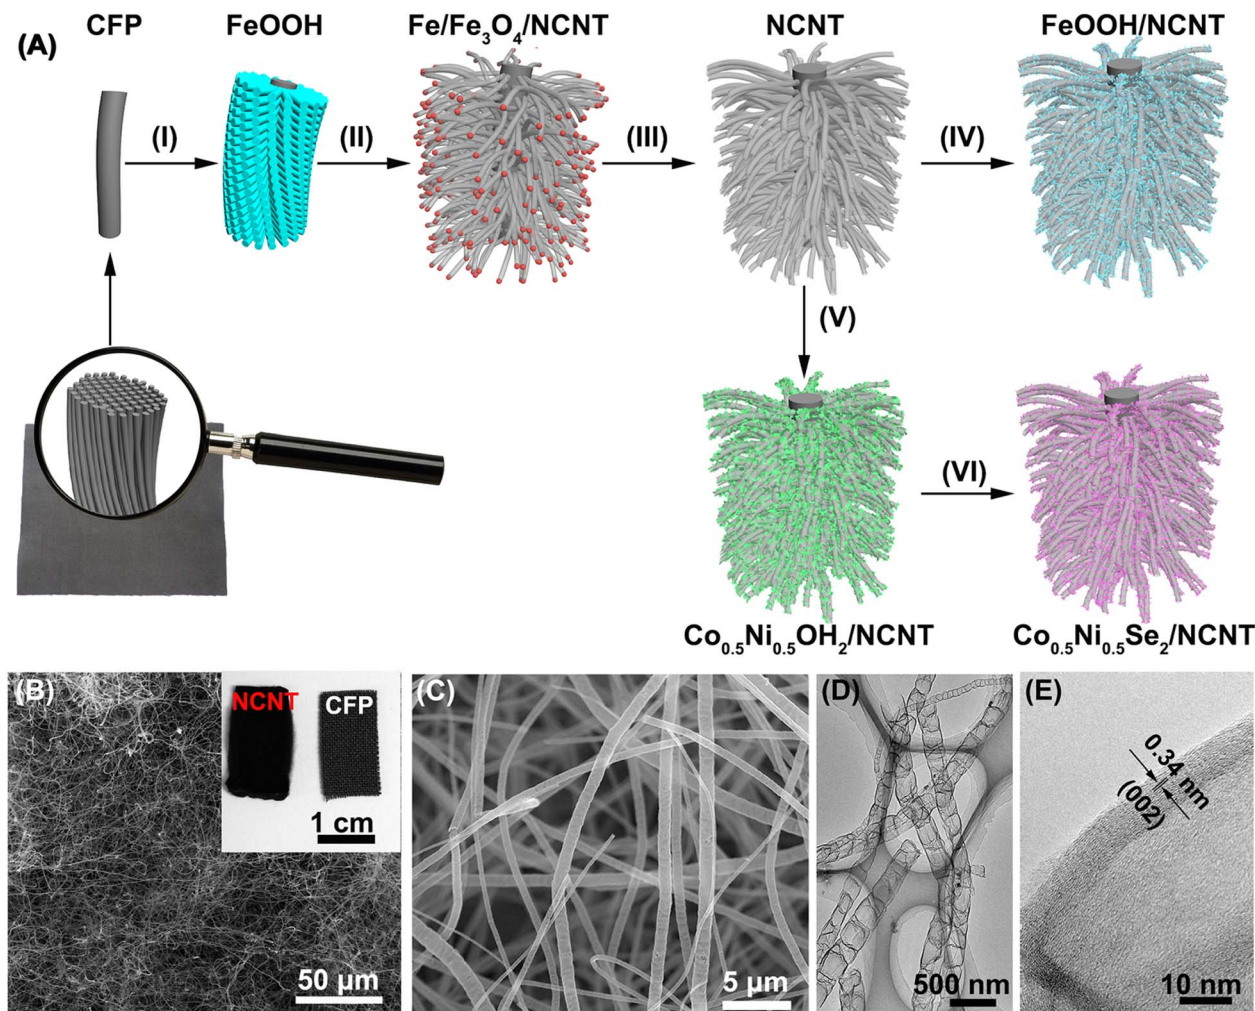 (A)
CFP
FeOOH
Fe/Fe₃O₄/NCNT
NCNT
FeOOH/NCNT
(I)
(II)
(III)
(IV)
(V)
(VI)
Co₀.₅Ni₀.₅OH₂/NCNT
Co₀.₅Ni₀.₅Se₂/NCNT
(B)
NCNT
CFP
1 cm
50 μm
(C)
5 μm
(D)
500 nm
(E)
0.34 nm
(002)
10 nm